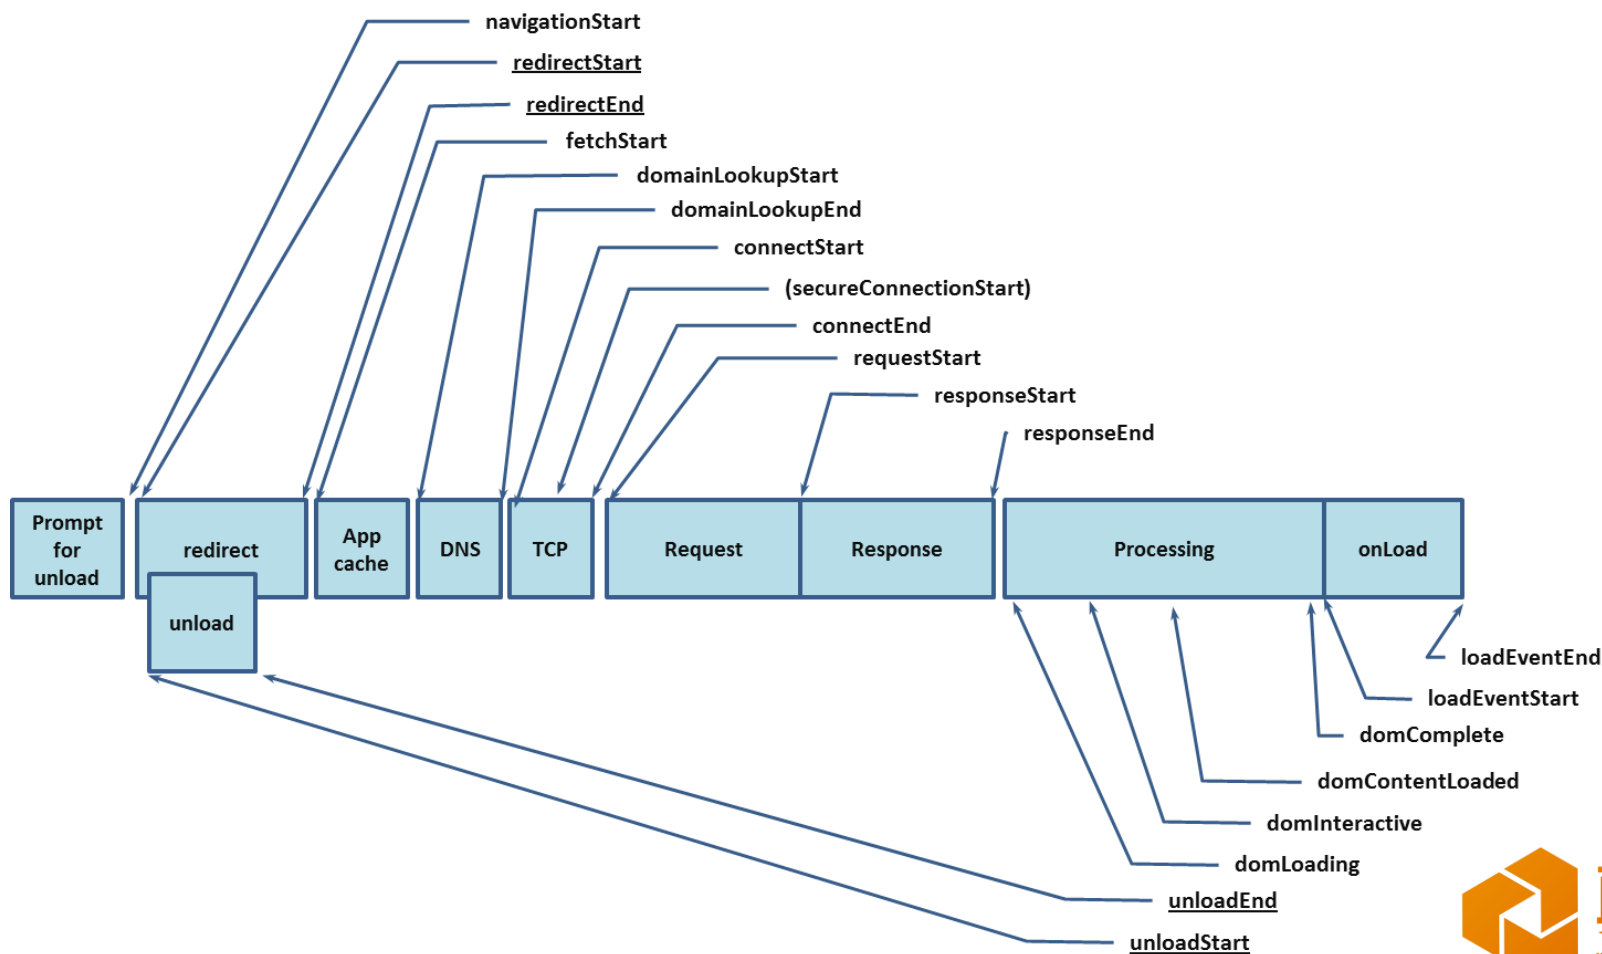 navigationStart
redirectStart
redirectEnd
fetchStart
domainLookupStart
domainLookupEnd
connectStart
(secureConnectionStart)
connectEnd
requestStart
responseStart
responseEnd
Prompt
for
unload
redirect
unload
App
cache
DNS
TCP
Request
Response
Processing
onLoad
loadEventEnd
loadEventStart
domComplete
domContentLoaded
domInteractive
domLoading
unloadEnd
unloadStart